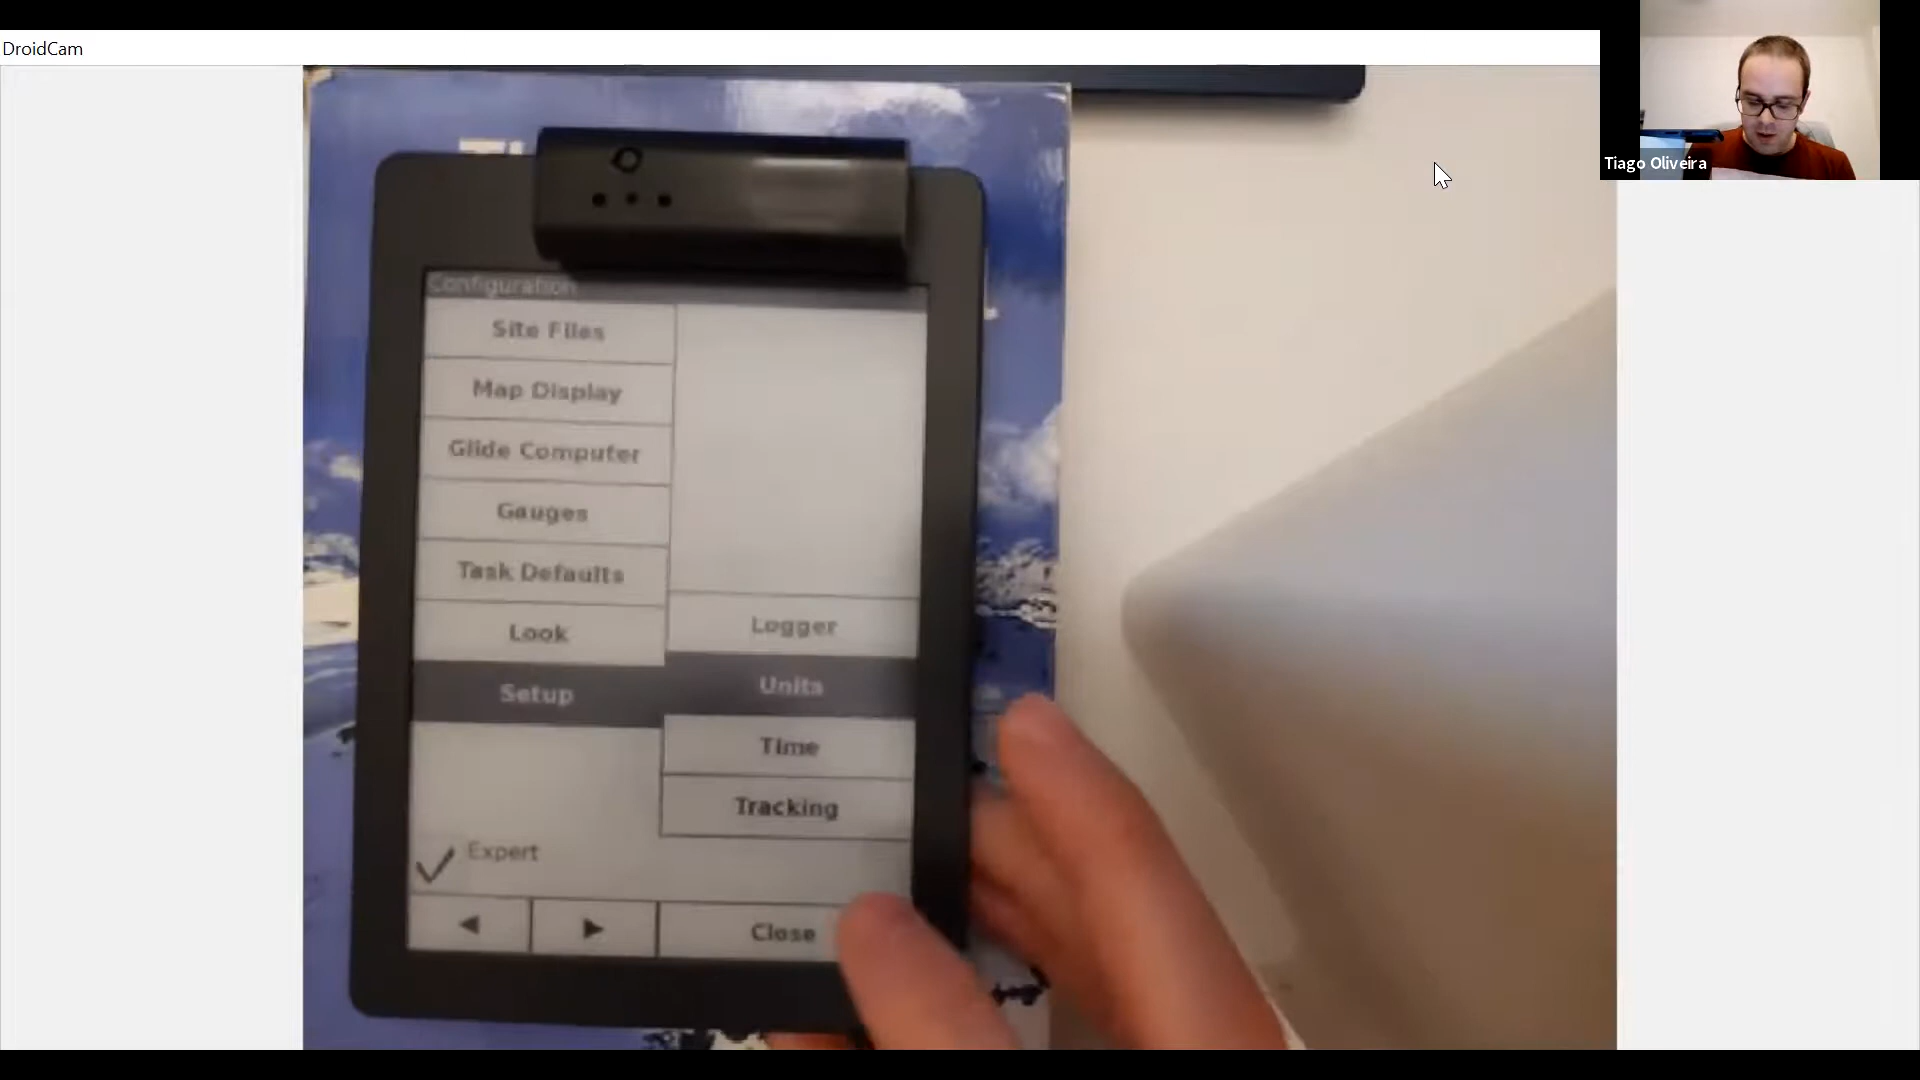 DroidCam
Tiago Oliveira
Configuration
Site Files
Map Display
Glide Computer
Gauges
Task Defaults
Look
Setup
Logger
Units
Time
Tracking
Expert
Close